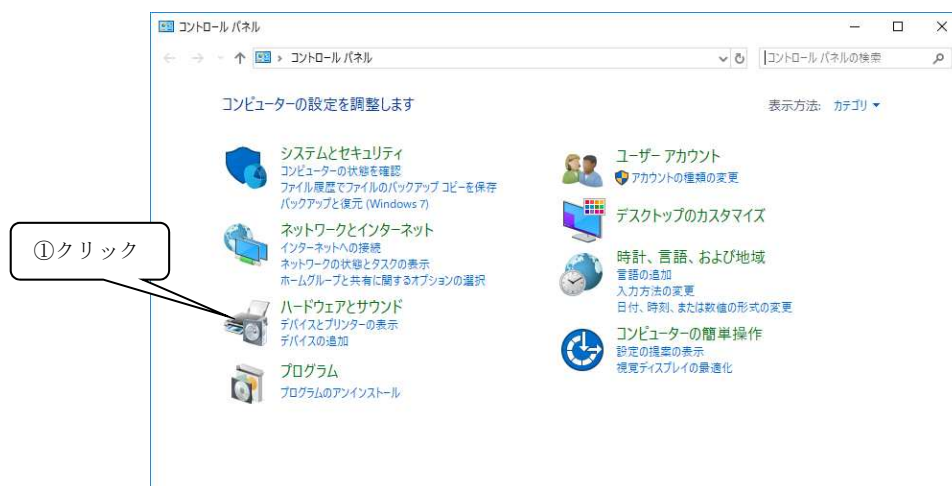 コントロール パネル
コントロール パネル
コントロール パネルの検索
コンピューターの設定を調整します
表示方法: カテゴリ
システムとセキュリティ
コンピューターの状態を確認
ファイル履歴でファイルのバックアップ コピーを保存
バックアップと復元 (Windows 7)
ネットワークとインターネット
インターネットへの接続
ネットワークの状態とタスクの表示
ホームグループと共有に関するオプションの選択
①クリック
ハードウェアとサウンド
デバイスとプリンターの表示
デバイスの追加
プログラム
プログラムのアンインストール
ユーザー アカウント
アカウントの種類の変更
デスクトップのカスタマイズ
時計、言語、および地域
言語の追加
入力方法の変更
日付、時刻、または数値の形式の変更
コンピューターの簡単操作
設定の提案の表示
視覚ディスプレイの最適化